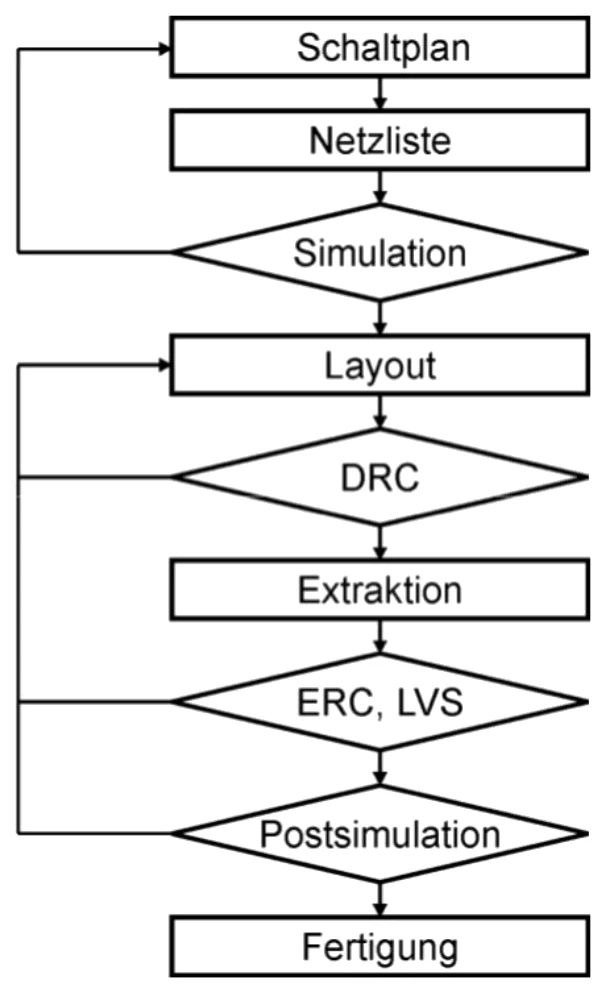 Schaltplan
Netzliste
Simulation
Layout
DRC
Extraktion
ERC, LVS
Postsimulation
Fertigung